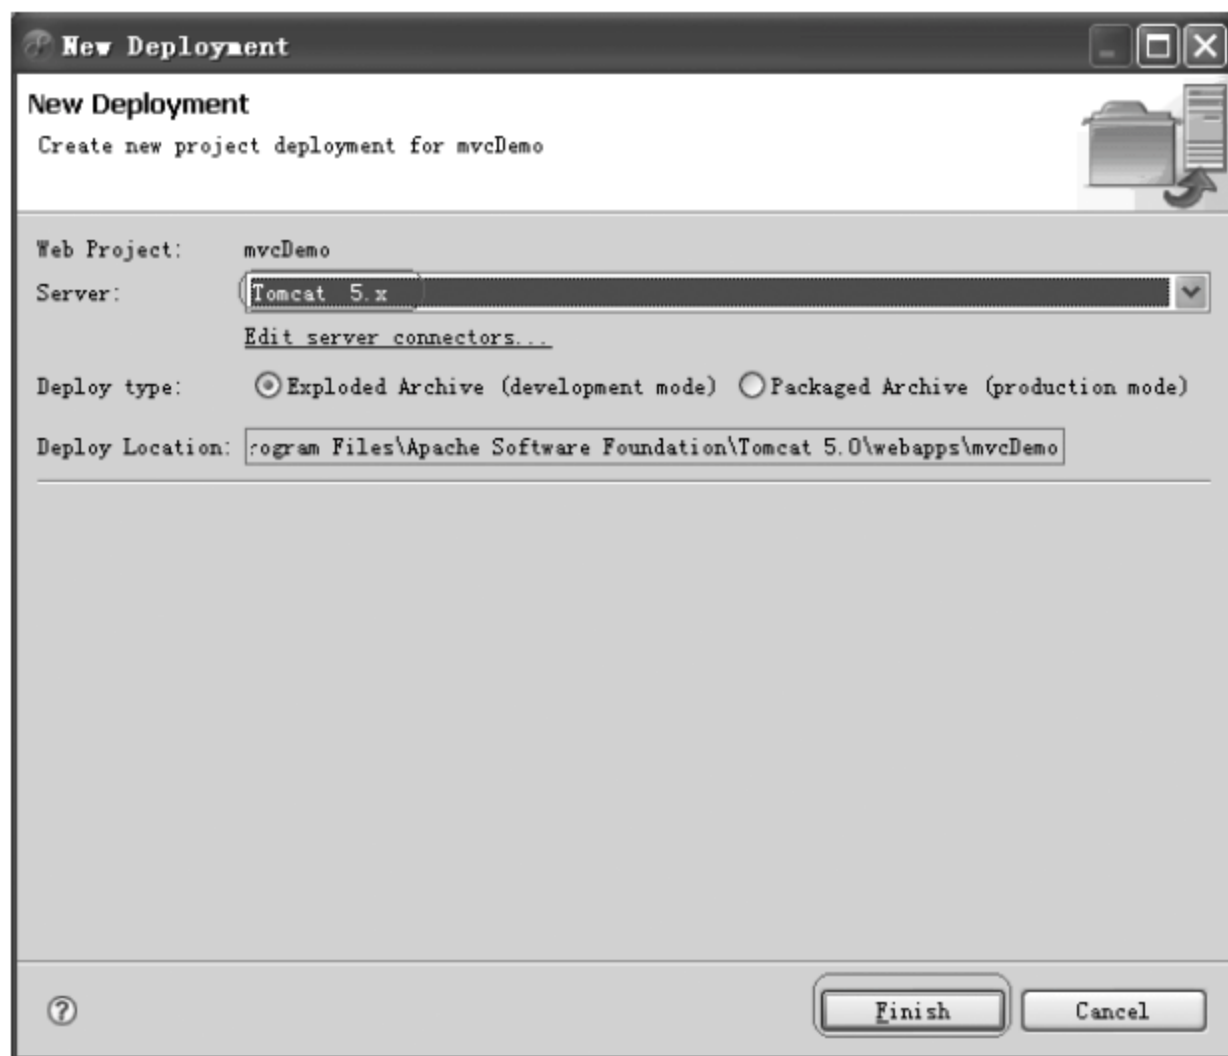 New Deployment
New Deployment
Create new project deployment for mvcDemo
Web Project: mvcDemo
Server: Tomcat 5.x
Edit server connectors...
Deploy type: Exploded Archive (development mode) Packaged Archive (production mode)
Deploy Location: rogram Files\Apache Software Foundation\Tomcat 5.0\webapps\mvcDemo
? Finish Cancel